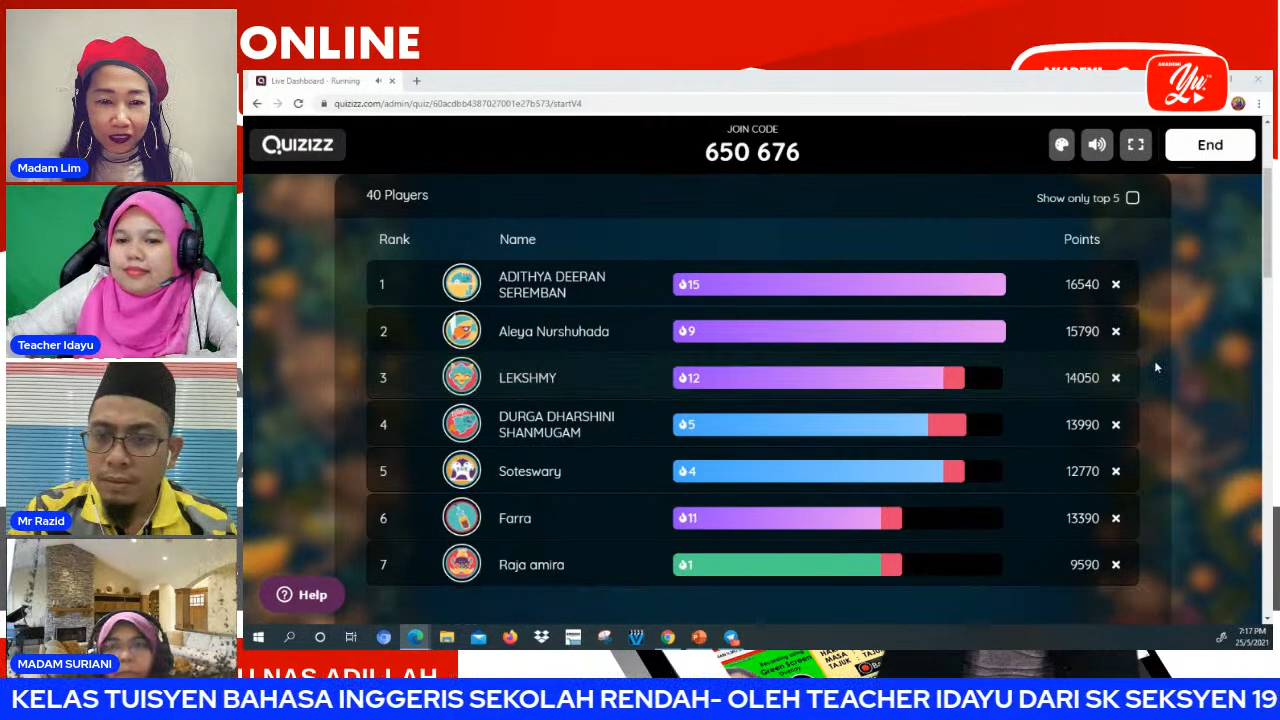 ONLINE
AKADEMI
Yu
Madam Lim
Teacher Idayu
Mr Razid
MADAM SURIANI
Live Dashboard - Running
quizizz.com/admin/quiz/60acdbb4387027001e27b573/startV4
QUIZIZZ
JOIN CODE
650 676
End
40 Players
Show only top 5
Rank Name Points
1 ADITHYA DEERAN SEREMBAN 15 16540
2 Aleya Nurshuhada 9 15790
3 LEKSHMY 12 14050
4 DURGA DHARSHINI SHANMUGAM 5 13990
5 Soteswary 4 12770
6 Farra 11 13390
7 Raja amira 1 9590
Help
7:17 PM
25/5/2021
U NAS ADILLAH
KELAS TUISYEN BAHASA INGGERIS SEKOLAH RENDAH- OLEH TEACHER IDAYU DARI SK SEKSYEN 19